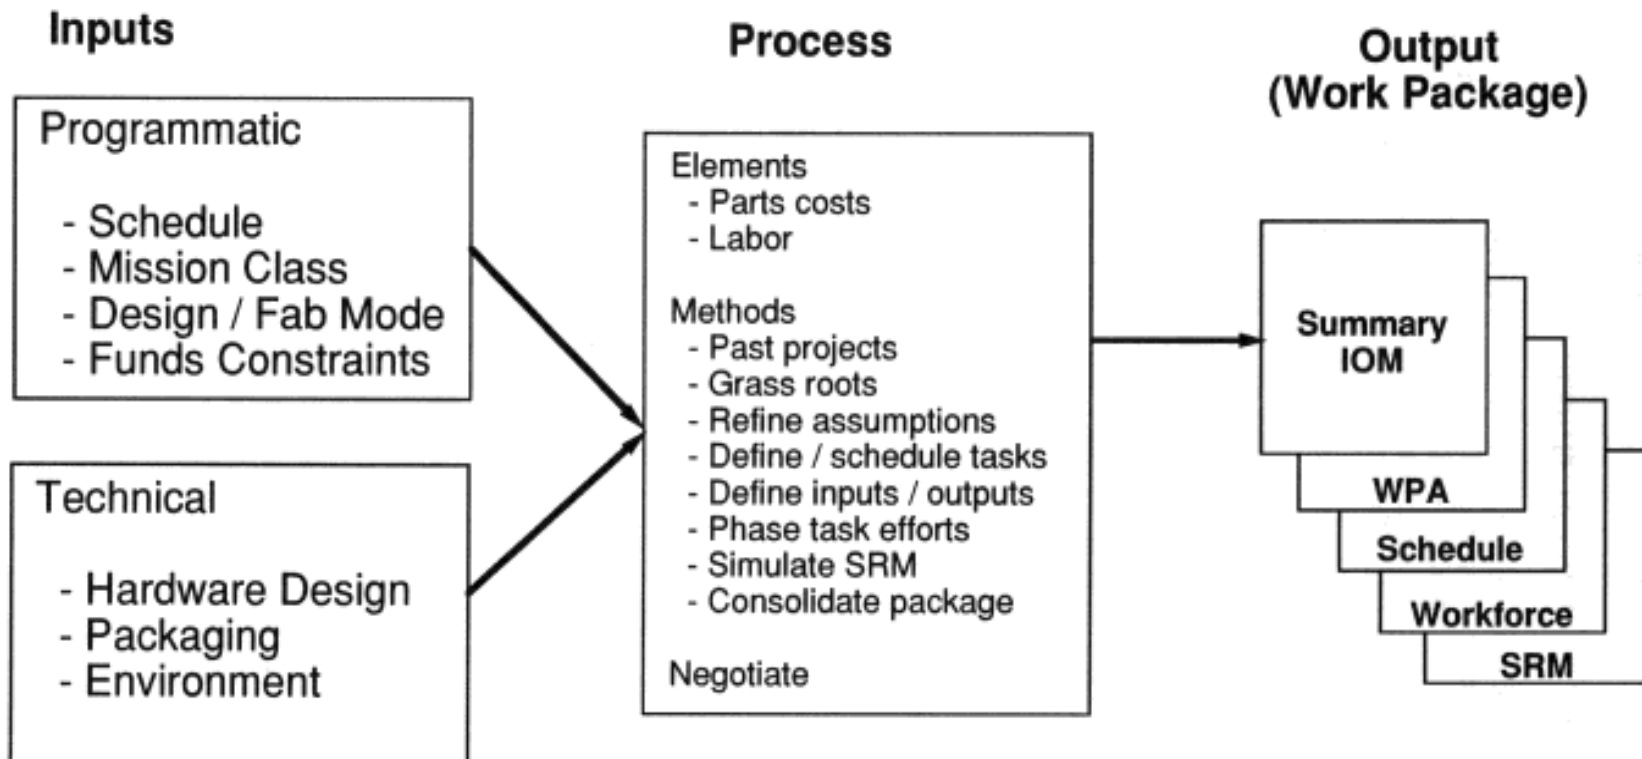 Inputs
Programmatic
- Schedule
- Mission Class
- Design / Fab Mode
- Funds Constraints
Technical
- Hardware Design
- Packaging
- Environment
Process
Elements
- Parts costs
- Labor
Methods
- Past projects
- Grass roots
- Refine assumptions
- Define / schedule tasks
- Define inputs / outputs
- Phase task efforts
- Simulate SRM
- Consolidate package
Negotiate
Output
(Work Package)
Summary
IOM
WPA
Schedule
Workforce
SRM